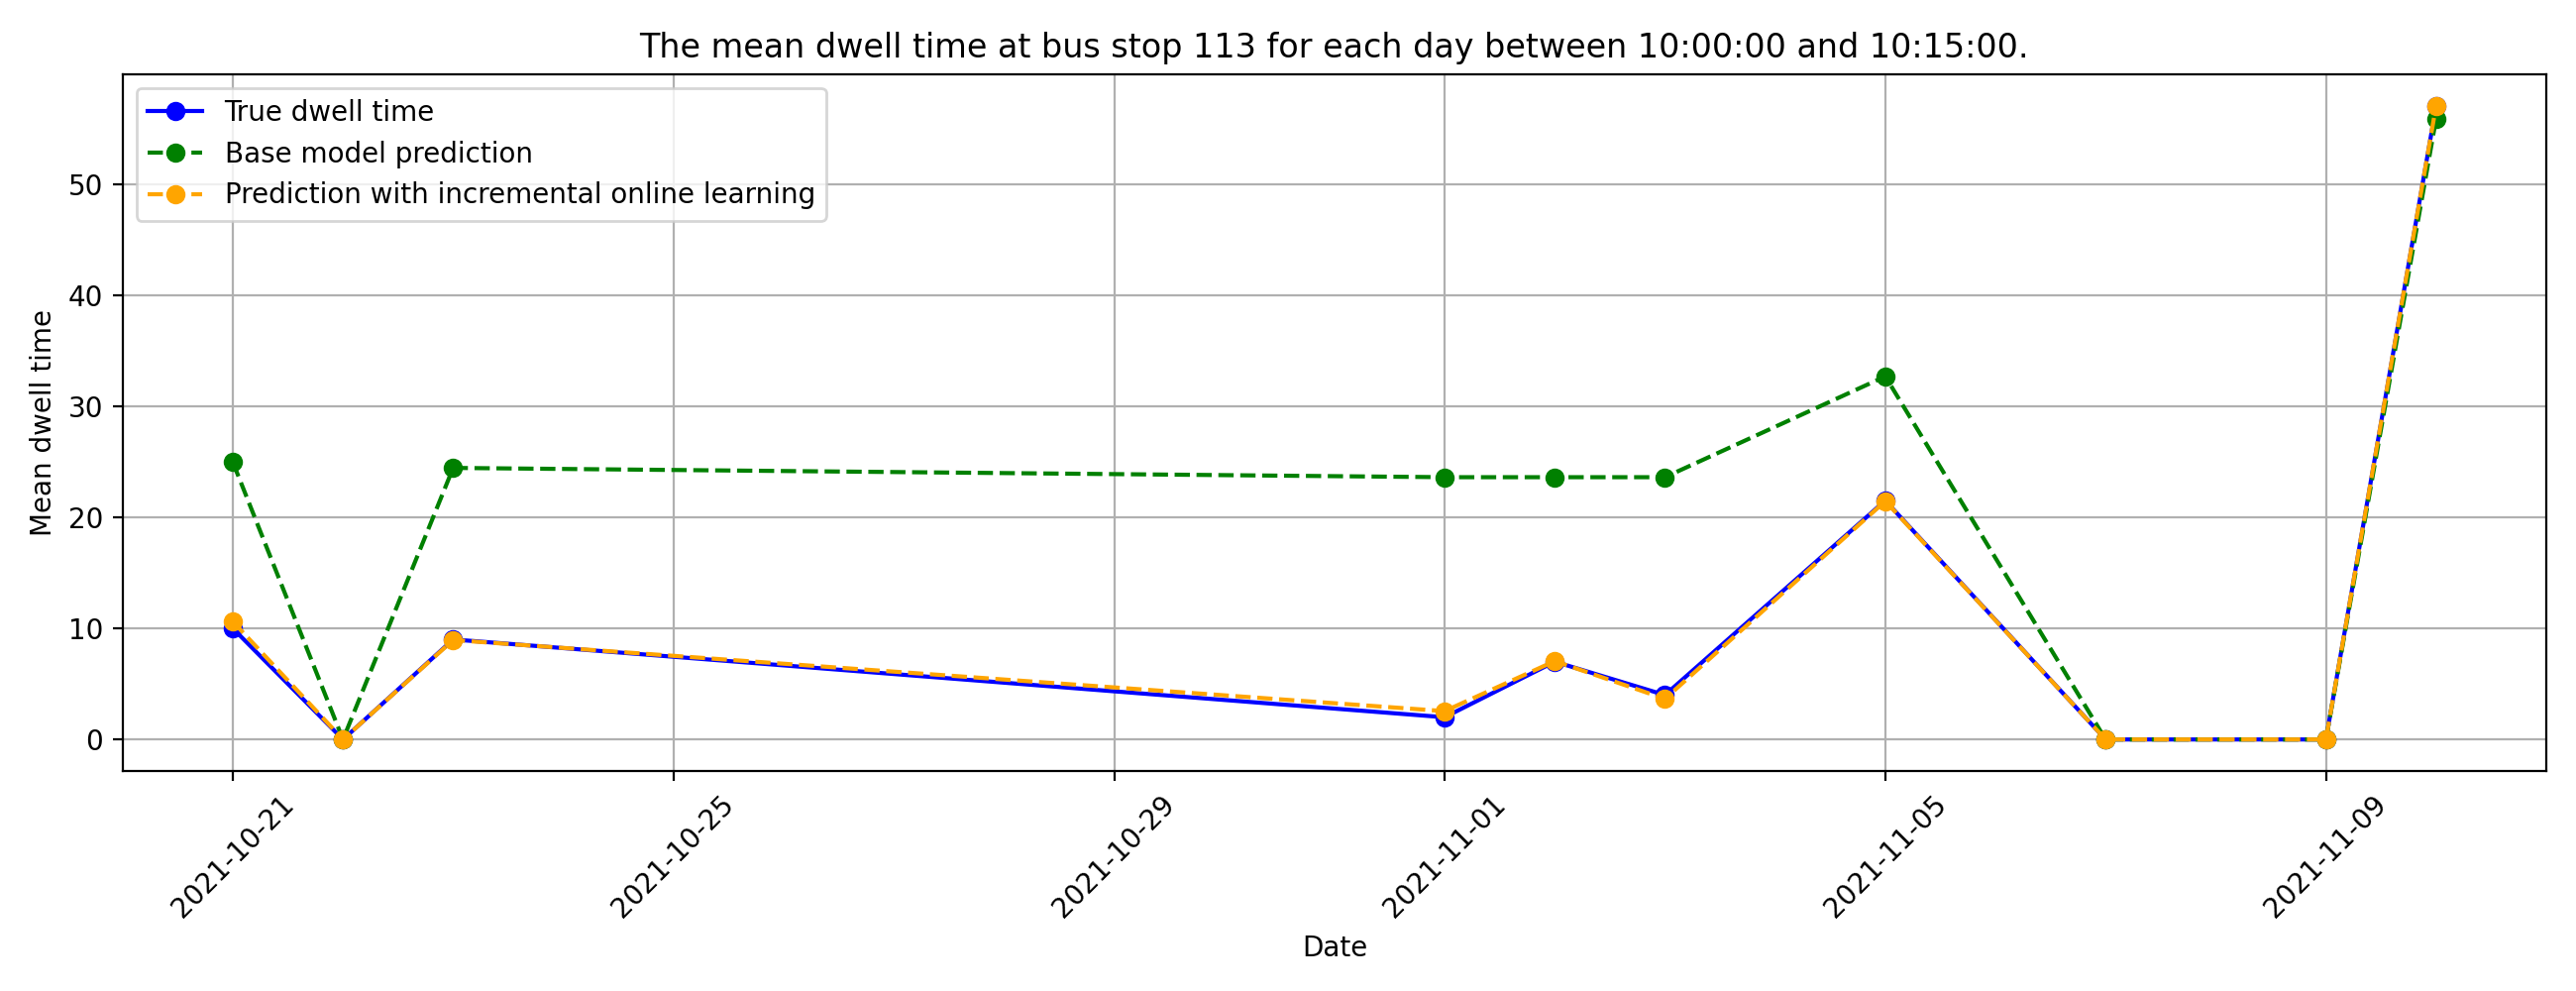 The mean dwell time at bus stop 113 for each day between 10:00:00 and 10:15:00.
True dwell time
Base model prediction
Prediction with incremental online learning
Mean dwell time
50
40
30
20
10
0
2021-10-21
2021-10-25
2021-10-29
2021-11-01
2021-11-05
2021-11-09
Date